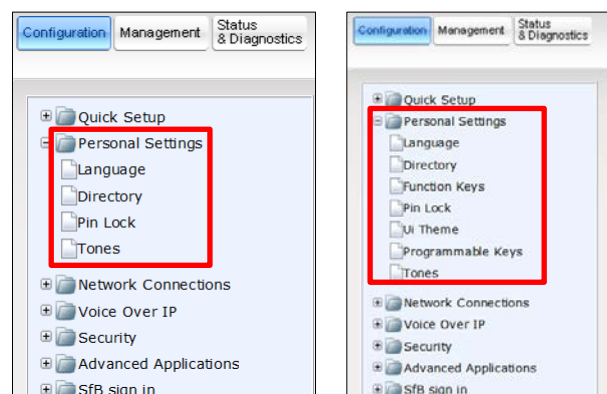 Configuration Management Status
& Diagnostics
Quick Setup
Personal Settings
Language
Directory
Pin Lock
Tones
Network Connections
Voice Over IP
Security
Advanced Applications
SfB sign in
Configuration Management Status
& Diagnostics
Quick Setup
Personal Settings
Language
Directory
Function Keys
Pin Lock
Ui Theme
Programmable Keys
Tones
Network Connections
Voice Over IP
Security
Advanced Applications
SfB sign in